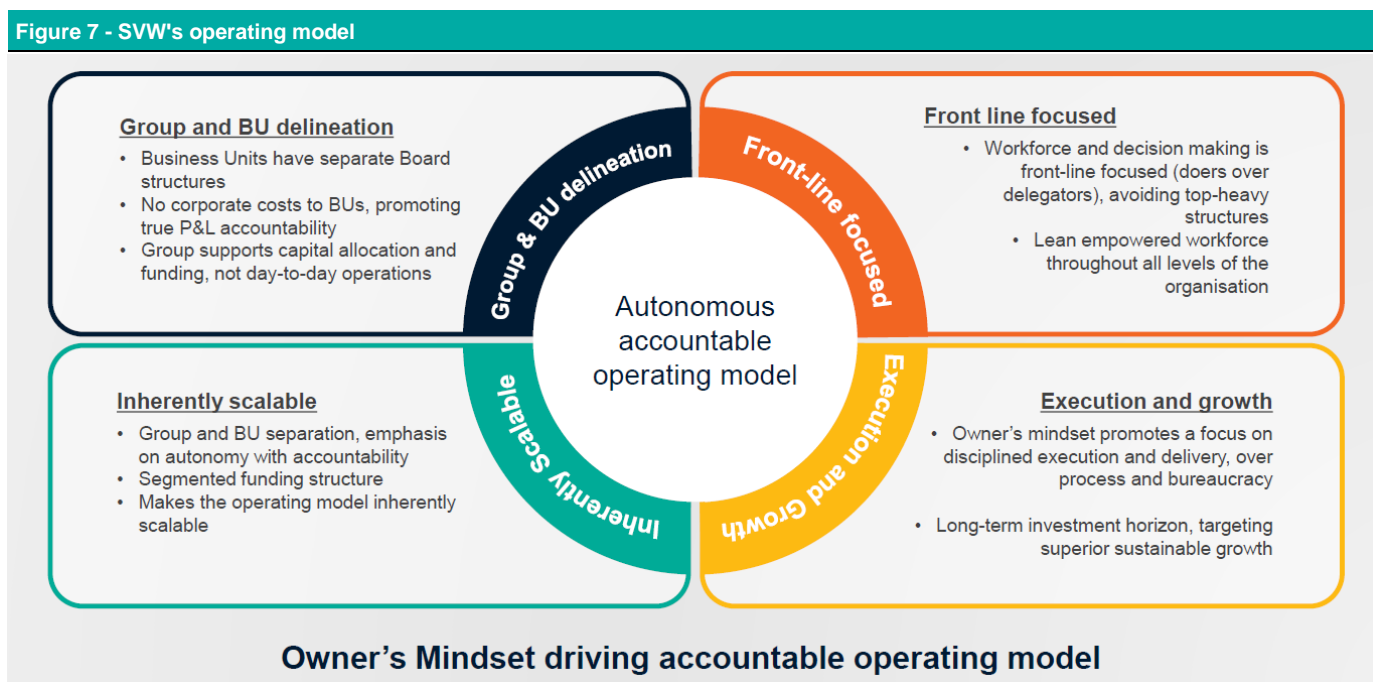 Figure 7 - SVW's operating model
Group and BU delineation
• Business Units have separate Board
structures
• No corporate costs to BUs, promoting
true P&L accountability
• Group supports capital allocation and
funding, not day-to-day operations
Front line focused
• Workforce and decision making is
front-line focused (doers over
delegators), avoiding top-heavy
structures
• Lean empowered workforce
throughout all levels of the
organisation
Group & BU delineation
Front-line focused
Autonomous
accountable
operating model
Inherently Scalable
Execution and Growth
Inherently scalable
• Group and BU separation, emphasis
on autonomy with accountability
• Segmented funding structure
• Makes the operating model inherently
scalable
Execution and growth
• Owner’s mindset promotes a focus on
disciplined execution and delivery, over
process and bureaucracy
• Long-term investment horizon, targeting
superior sustainable growth
Owner’s Mindset driving accountable operating model